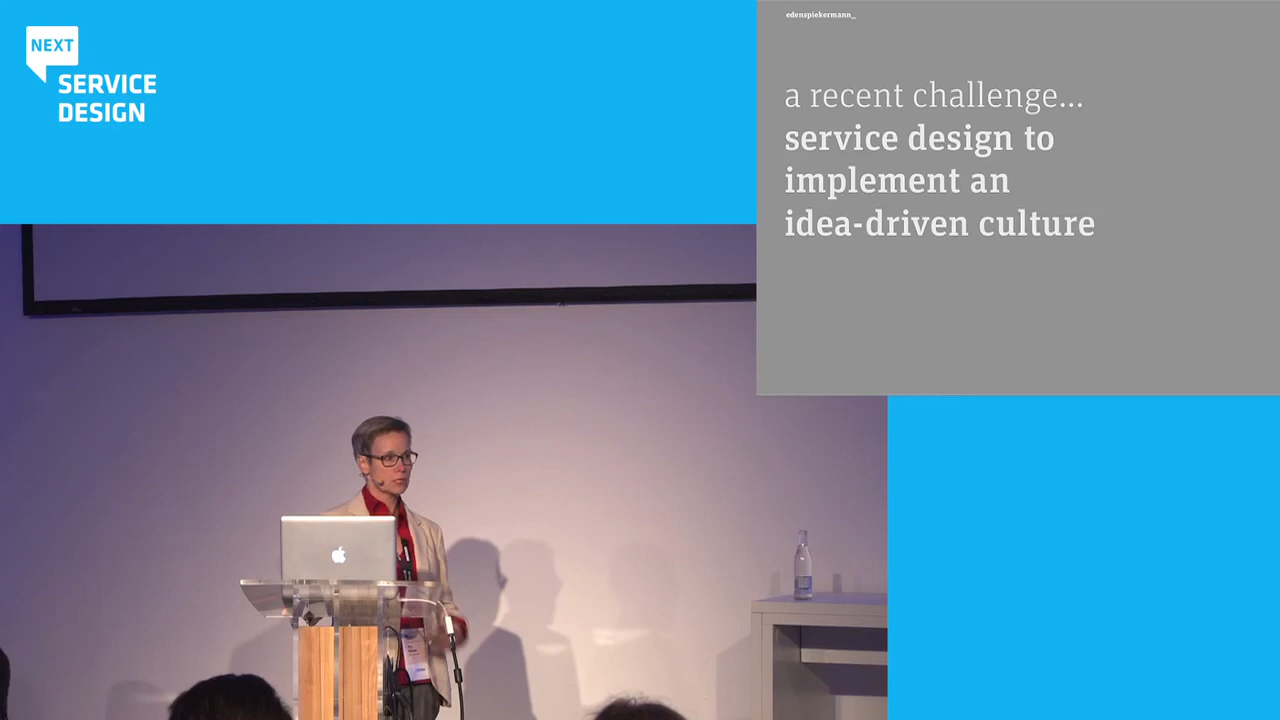 NEXT
SERVICE
DESIGN
edenspiekermann_
a recent challenge...
service design to
implement an
idea-driven culture